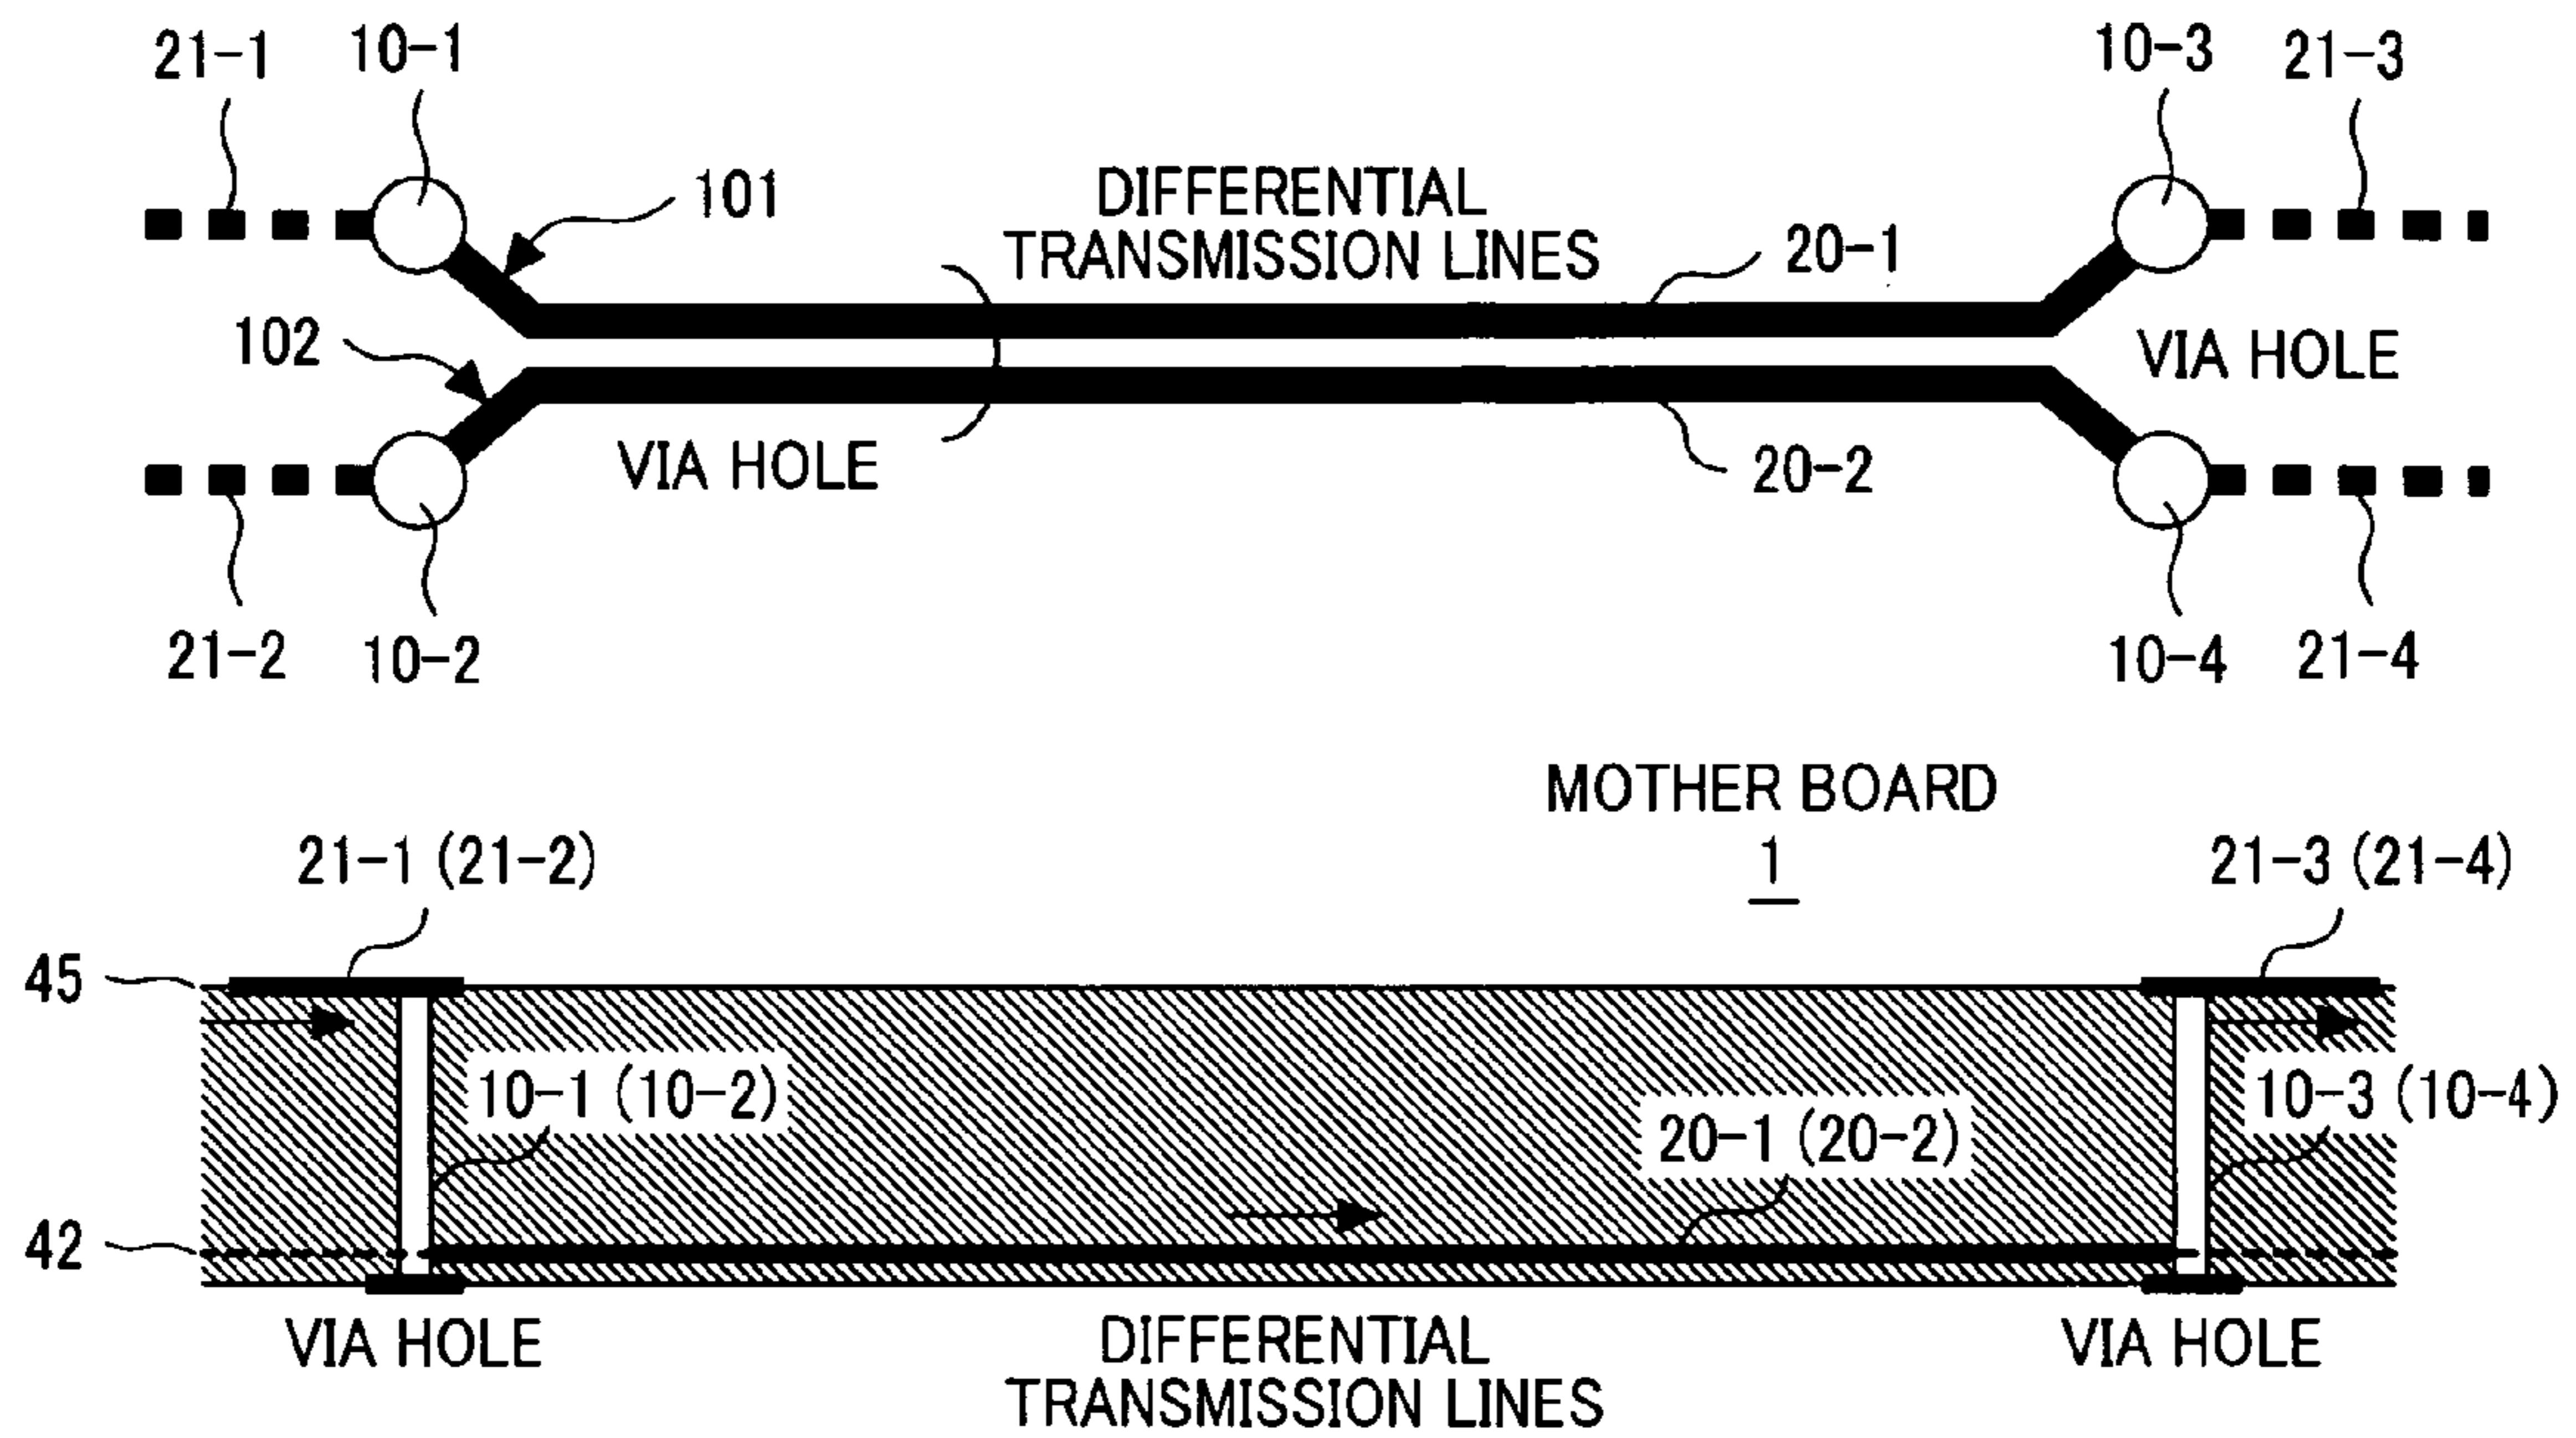 21-1 10-1 10-3 21-3
101
DIFFERENTIAL
TRANSMISSION LINES
20-1
102
VIA HOLE
VIA HOLE
20-2
21-2 10-2 10-4 21-4
MOTHER BOARD
1
21-1 (21-2)
21-3 (21-4)
45
10-1 (10-2)
10-3 (10-4)
20-1 (20-2)
42
VIA HOLE
DIFFERENTIAL
TRANSMISSION LINES
VIA HOLE